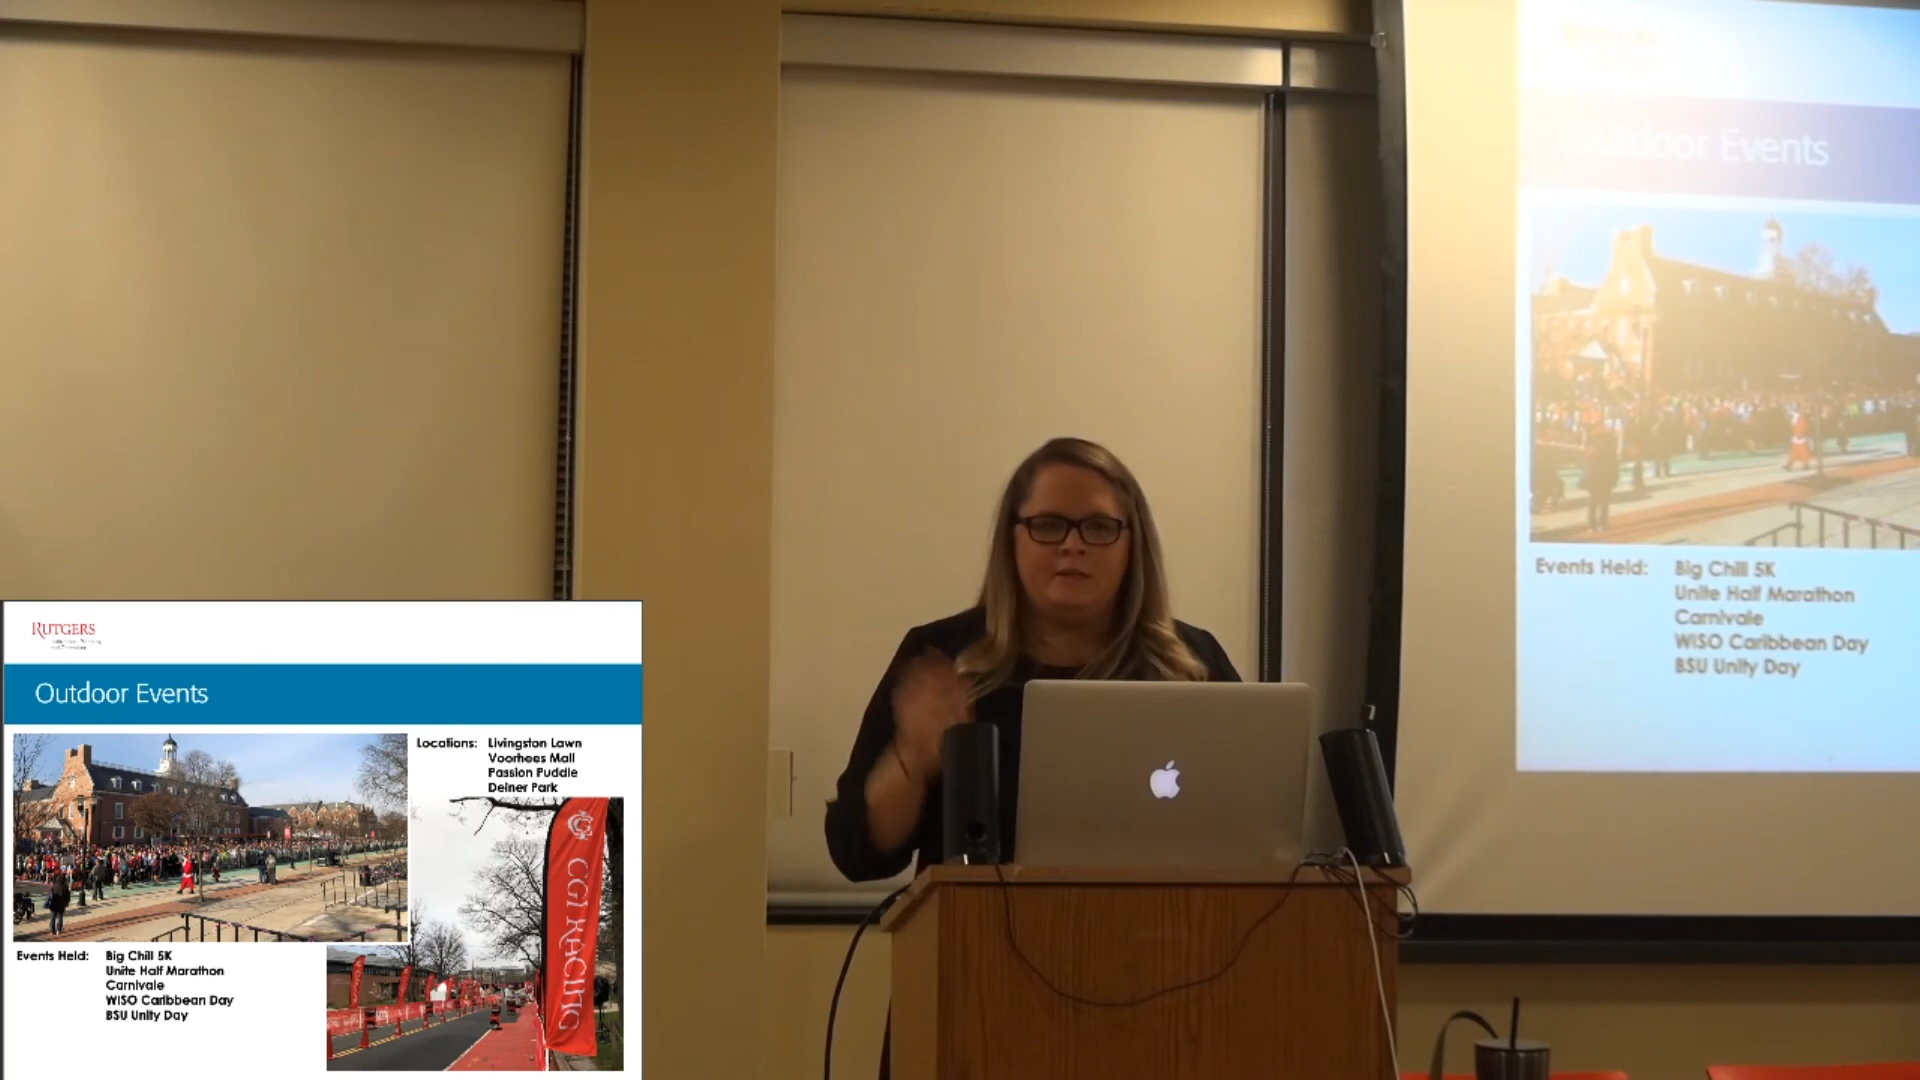 RUTGERS
Outdoor Events
Locations: Livingston Lawn
Voorhees Mall
Passion Puddle
Deiner Park
CGI RACING
Events Held: Big Chill 5K
Unite Half Marathon
Carnivale
WISO Caribbean Day
BSU Unity Day
Outdoor Events
Events Held: Big Chill 5K
Unite Half Marathon
Carnivale
WISO Caribbean Day
BSU Unity Day